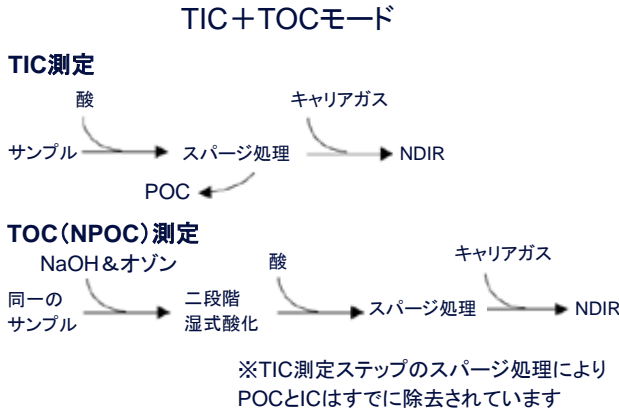 TIC＋TOCモード
TIC測定
酸
キャリアガス
サンプル
スパージ処理
NDIR
POC
TOC（NPOC）測定
NaOH＆オゾン
酸
キャリアガス
同一の
サンプル
二段階
湿式酸化
スパージ処理
NDIR
※TIC測定ステップのスパージ処理により
POCとICはすでに除去されています